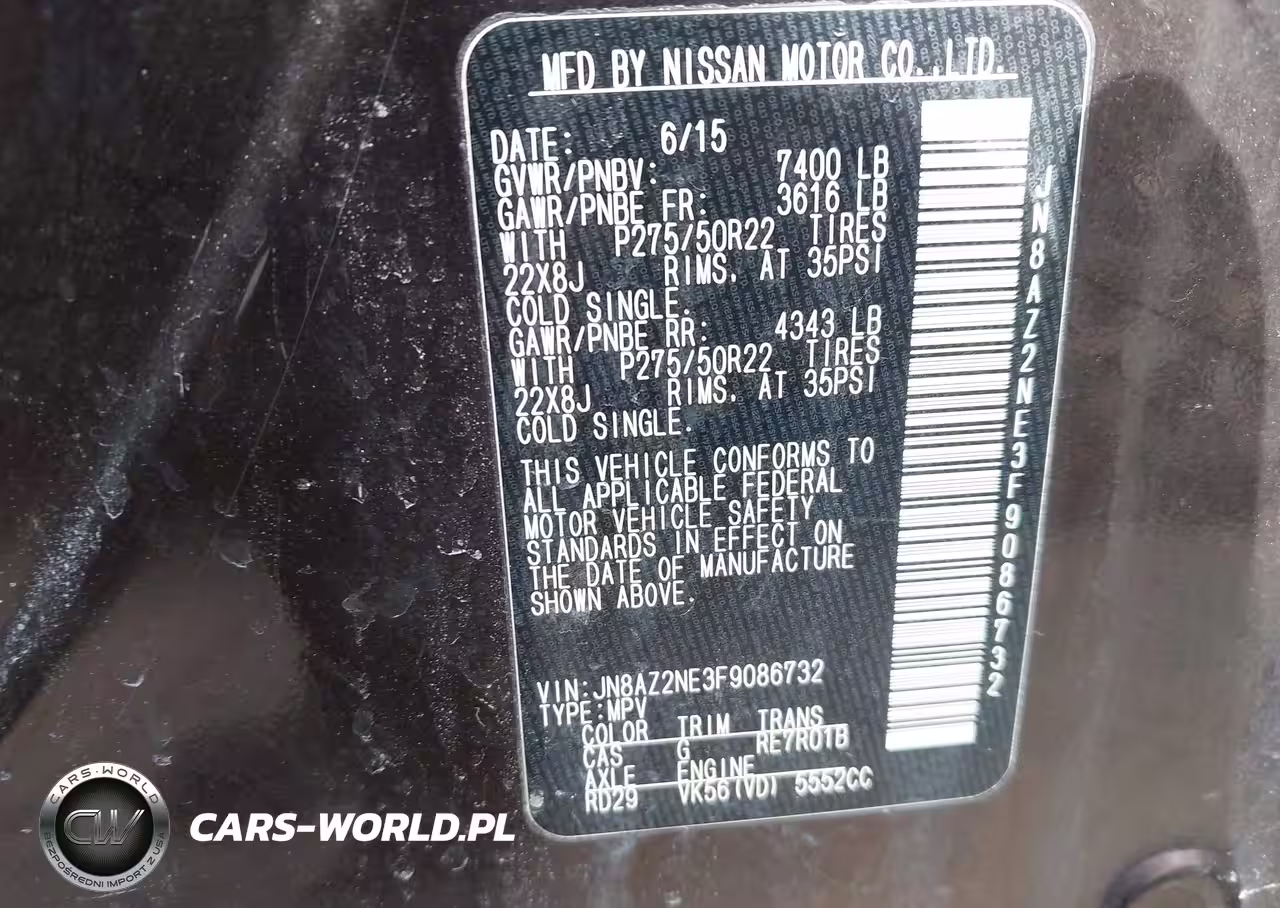 MFD BY NISSAN MOTOR CO.,LTD.
DATE: 6/15
GVWR/PNBV: 7400 LB
GAWR/PNBE FR: 3616 LB
WITH P275/50R22 TIRES
22X8J RIMS. AT 35PSI
COLD SINGLE.
GAWR/PNBE RR: 4343 LB
WITH P275/50R22 TIRES
22X8J RIMS. AT 35PSI
COLD SINGLE.
THIS VEHICLE CONFORMS TO
ALL APPLICABLE FEDERAL
MOTOR VEHICLE SAFETY
STANDARDS IN EFFECT ON
THE DATE OF MANUFACTURE
SHOWN ABOVE.
VIN:JN8AZ2NE3F9086732
TYPE:MPV
COLOR TRIM TRANS
CAS G RE7R01B
AXLE ENGINE
RD29 VK56(VD) 5552CC
JN8AZ2NE3F9086732
CARS-WORLD
CW
BEZPOŚREDNI IMPORT Z USA
CARS-WORLD.PL